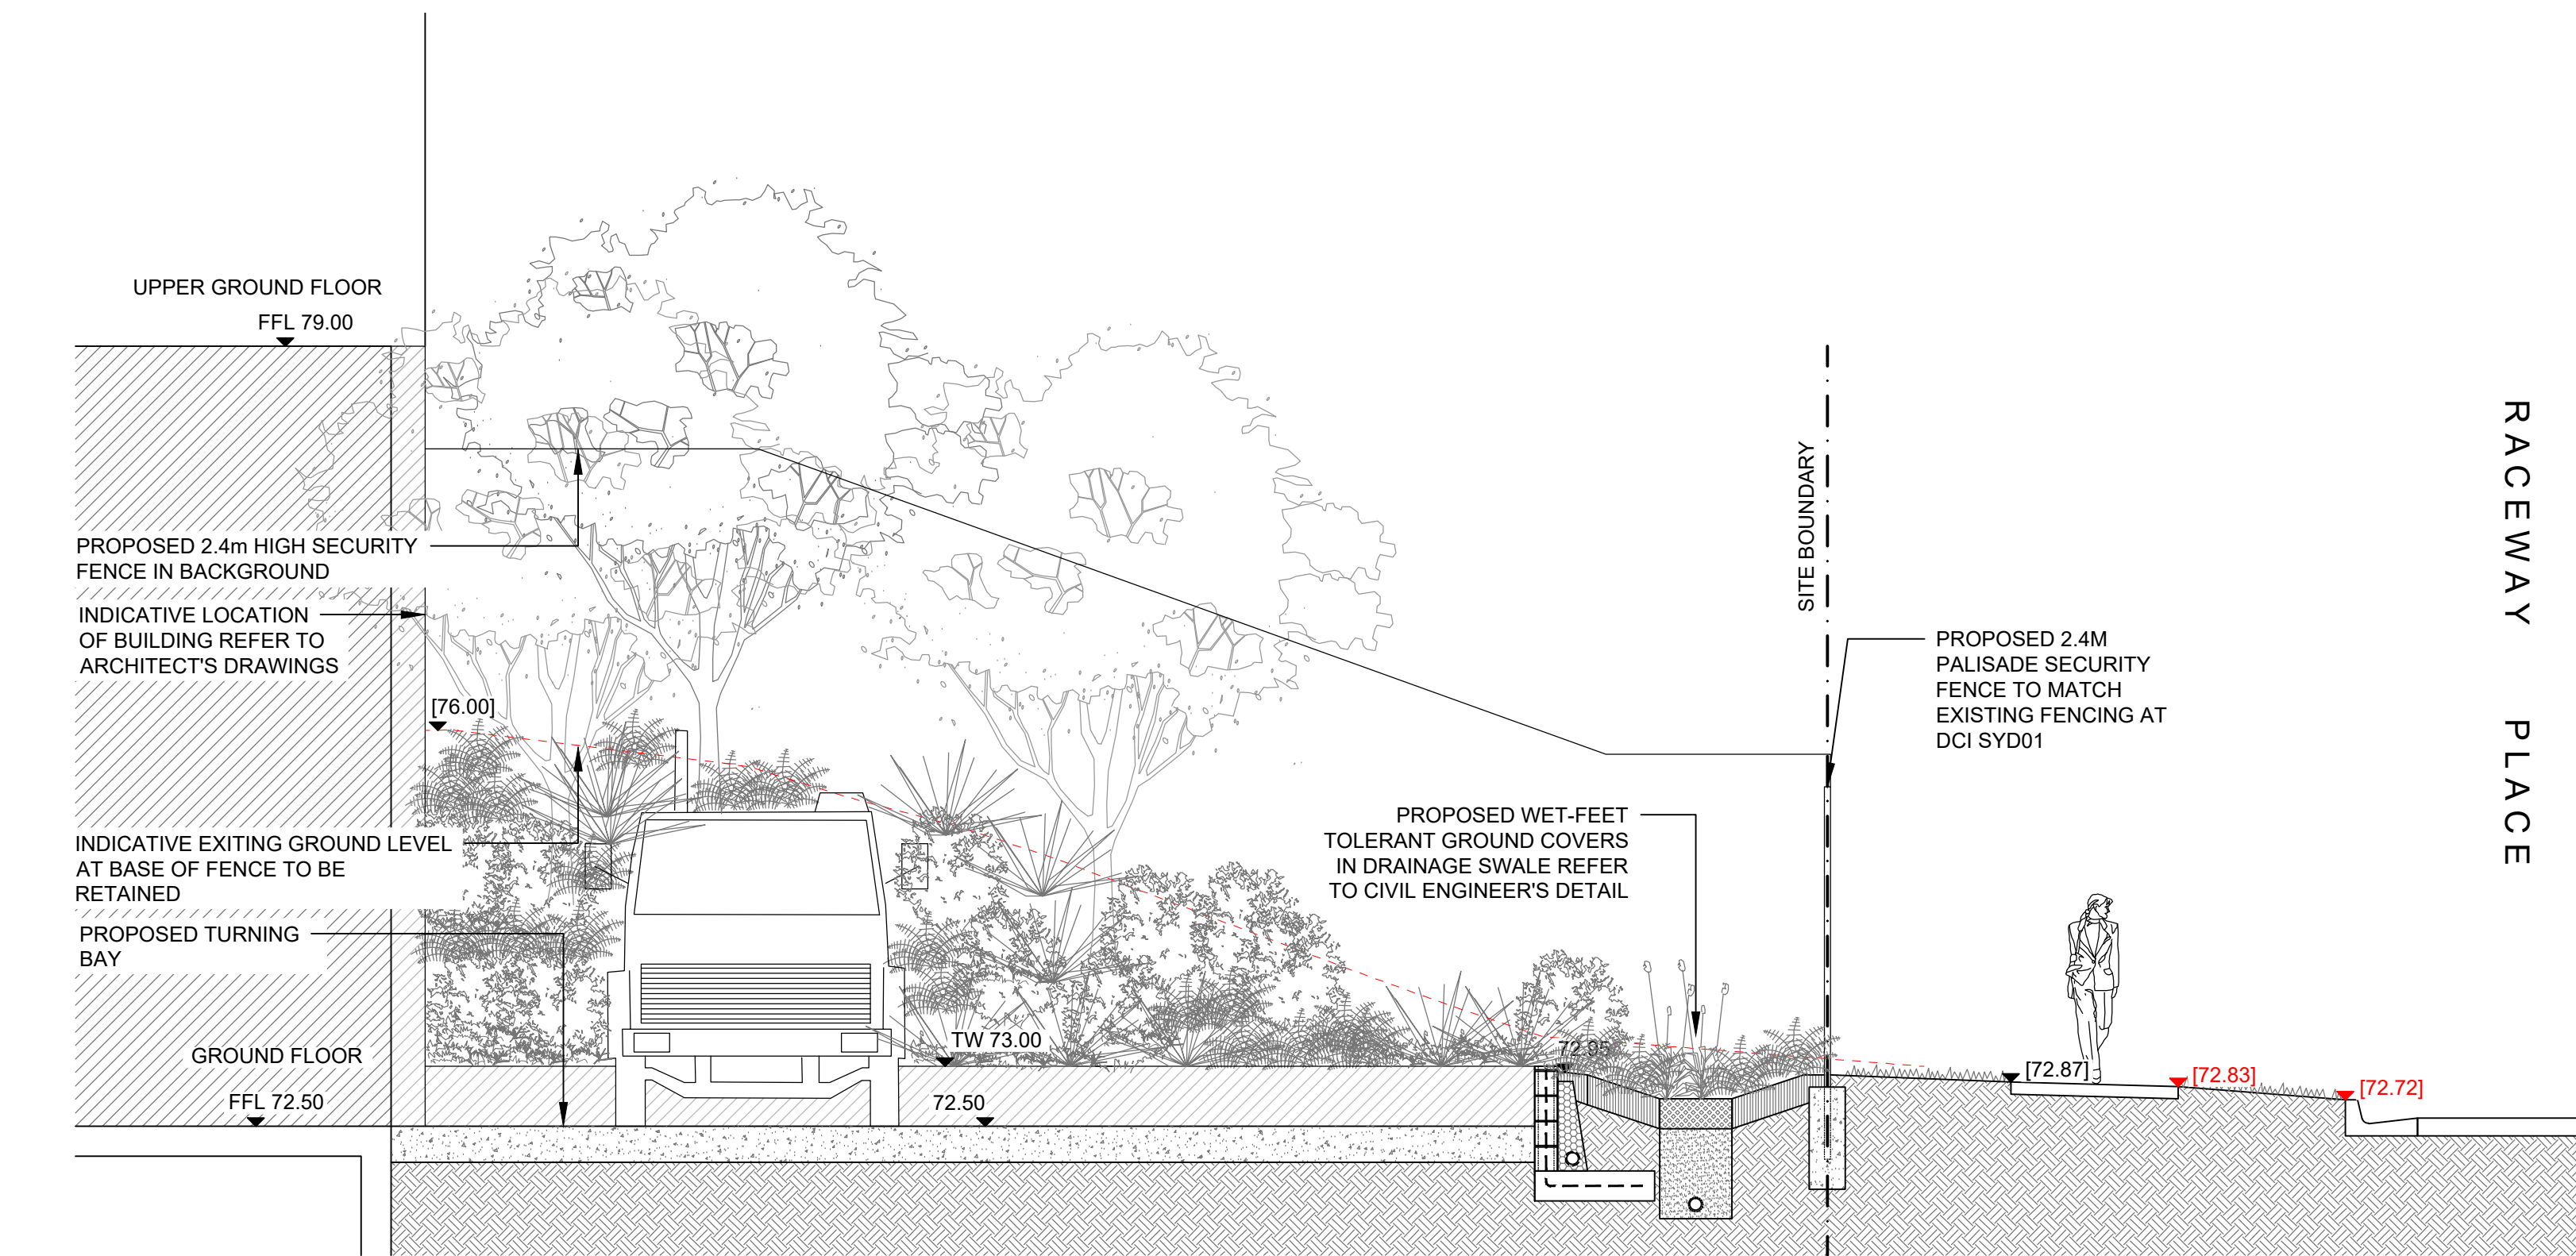 UPPER GROUND FLOOR
FFL 79.00
PROPOSED 2.4m HIGH SECURITY
FENCE IN BACKGROUND
INDICATIVE LOCATION
OF BUILDING REFER TO
ARCHITECT'S DRAWINGS
[76.00]
INDICATIVE EXITING GROUND LEVEL
AT BASE OF FENCE TO BE
RETAINED
PROPOSED TURNING
BAY
GROUND FLOOR
FFL 72.50
TW 73.00
72.50
PROPOSED WET-FEET
TOLERANT GROUND COVERS
IN DRAINAGE SWALE REFER
TO CIVIL ENGINEER'S DETAIL
72.95
SITE BOUNDARY
PROPOSED 2.4M
PALISADE SECURITY
FENCE TO MATCH
EXISTING FENCING AT
DCI SYD01
[72.87]
[72.83]
[72.72]
RACEWAY PLACE